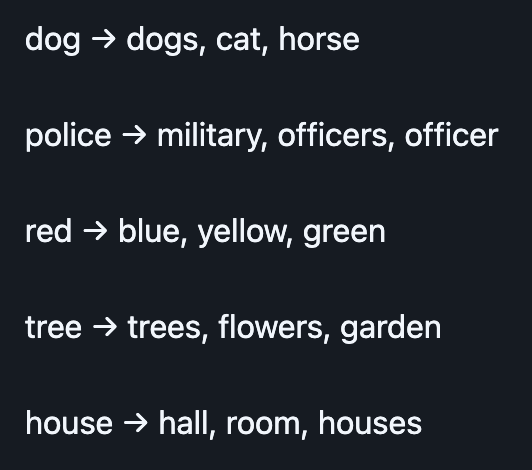 dog → dogs, cat, horse
police → military, officers, officer
red → blue, yellow, green
tree → trees, flowers, garden
house → hall, room, houses